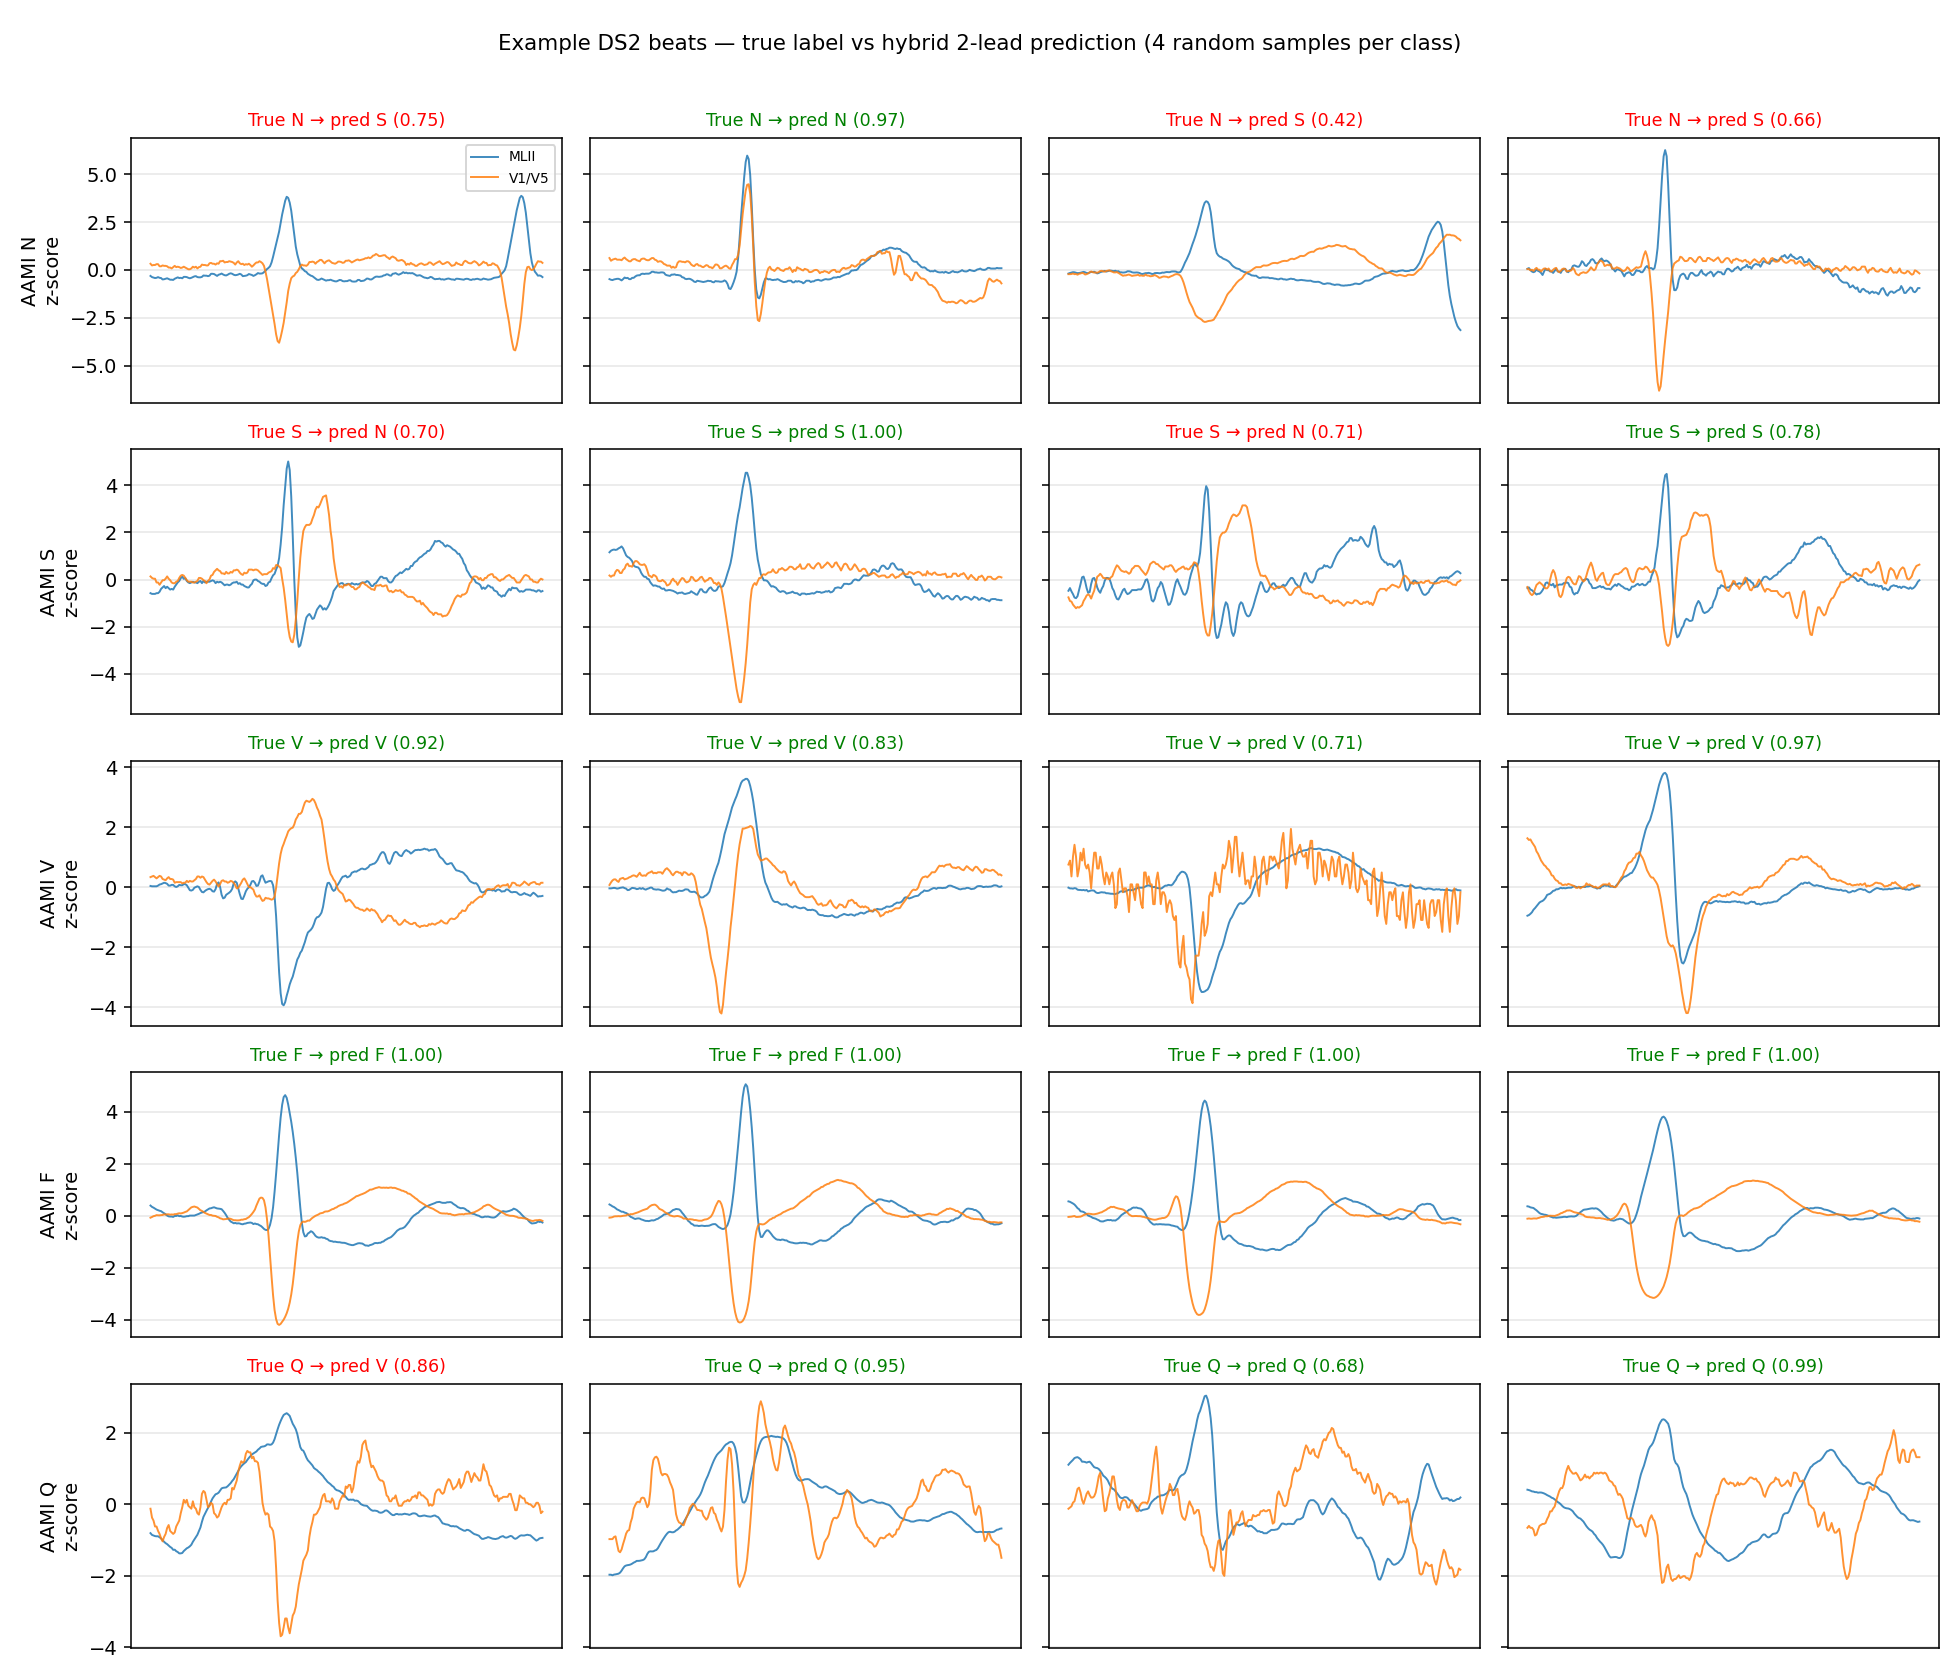 Example DS2 beats — true label vs hybrid 2-lead prediction (4 random samples per class)
True N → pred S (0.75)
True N → pred N (0.97)
True N → pred S (0.42)
True N → pred S (0.66)
MLII
V1/V5
AAMI N
z-score
5.0
2.5
0.0
−2.5
−5.0
True S → pred N (0.70)
True S → pred S (1.00)
True S → pred N (0.71)
True S → pred S (0.78)
AAMI S
z-score
4
2
0
−2
−4
True V → pred V (0.92)
True V → pred V (0.83)
True V → pred V (0.71)
True V → pred V (0.97)
AAMI V
z-score
4
2
0
−2
−4
True F → pred F (1.00)
True F → pred F (1.00)
True F → pred F (1.00)
True F → pred F (1.00)
AAMI F
z-score
4
2
0
−2
−4
True Q → pred V (0.86)
True Q → pred Q (0.95)
True Q → pred Q (0.68)
True Q → pred Q (0.99)
AAMI Q
z-score
2
0
−2
−4